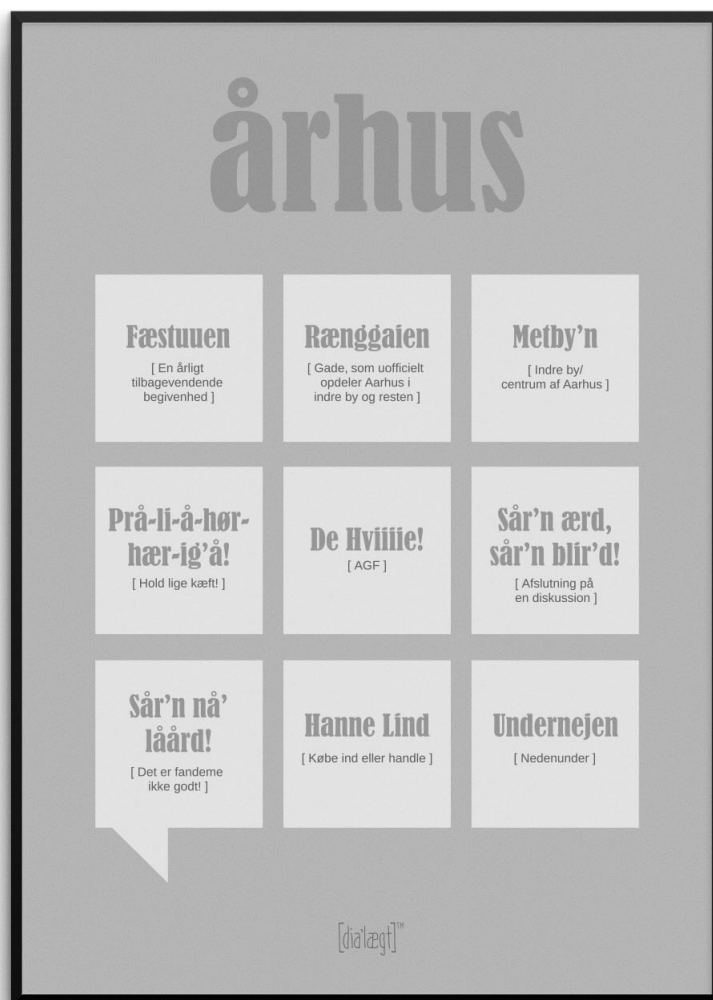 århus
Fæstuuen
[ En årligt
tilbagevendende
begivenhed ]
Rænggaien
[ Gade, som uofficielt
opdeler Aarhus i
indre by og resten ]
Metby’n
[ Indre by/
centrum af Aarhus ]
Prå-li-å-hør-
hær-ig’å!
[ Hold lige kæft! ]
De Hviiiie!
[ AGF ]
Sår’n ærd,
sår’n blir’d!
[ Afslutning på
en diskussion ]
Sår’n nå’
låård!
[ Det er fandeme
ikke godt! ]
Hanne Lind
[ Købe ind eller handle ]
Undernejen
[ Nedenunder ]
[dia'lægt]™